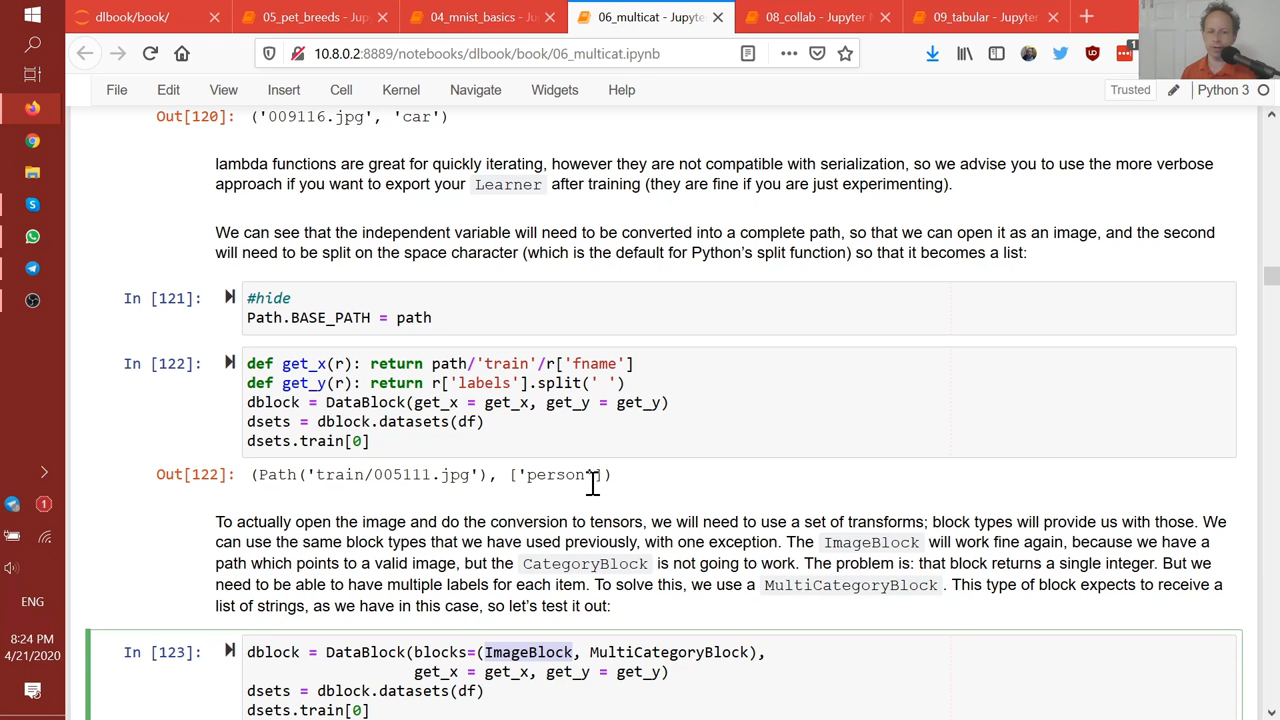 dlbook/book/
05_pet_breeds - Jupyter
04_mnist_basics - Jupyter
06_multicat - Jupyter
08_collab - Jupyter
09_tabular - Jupyter
10.8.0.2:8889/notebooks/dlbook/book/06_multicat.ipynb
File Edit View Insert Cell Kernel Navigate Widgets Help
Trusted
Python 3
Out[120]: ('009116.jpg', 'car')
lambda functions are great for quickly iterating, however they are not compatible with serialization, so we advise you to use the more verbose
approach if you want to export your Learner after training (they are fine if you are just experimenting).
We can see that the independent variable will need to be converted into a complete path, so that we can open it as an image, and the second
will need to be split on the space character (which is the default for Python's split function) so that it becomes a list:
In [121]: #hide
Path.BASE_PATH = path
In [122]: def get_x(r): return path/'train'/r['fname']
def get_y(r): return r['labels'].split(' ')
dblock = DataBlock(get_x = get_x, get_y = get_y)
dsets = dblock.datasets(df)
dsets.train[0]
Out[122]: (Path('train/005111.jpg'), ['person'])
To actually open the image and do the conversion to tensors, we will need to use a set of transforms; block types will provide us with those. We
can use the same block types that we have used previously, with one exception. The ImageBlock will work fine again, because we have a
path which points to a valid image, but the CategoryBlock is not going to work. The problem is: that block returns a single integer. But we
need to be able to have multiple labels for each item. To solve this, we use a MultiCategoryBlock. This type of block expects to receive a
list of strings, as we have in this case, so let's test it out:
In [123]: dblock = DataBlock(blocks=(ImageBlock, MultiCategoryBlock),
get_x = get_x, get_y = get_y)
dsets = dblock.datasets(df)
dsets.train[0]
1
1
ENG
8:24 PM
4/21/2020